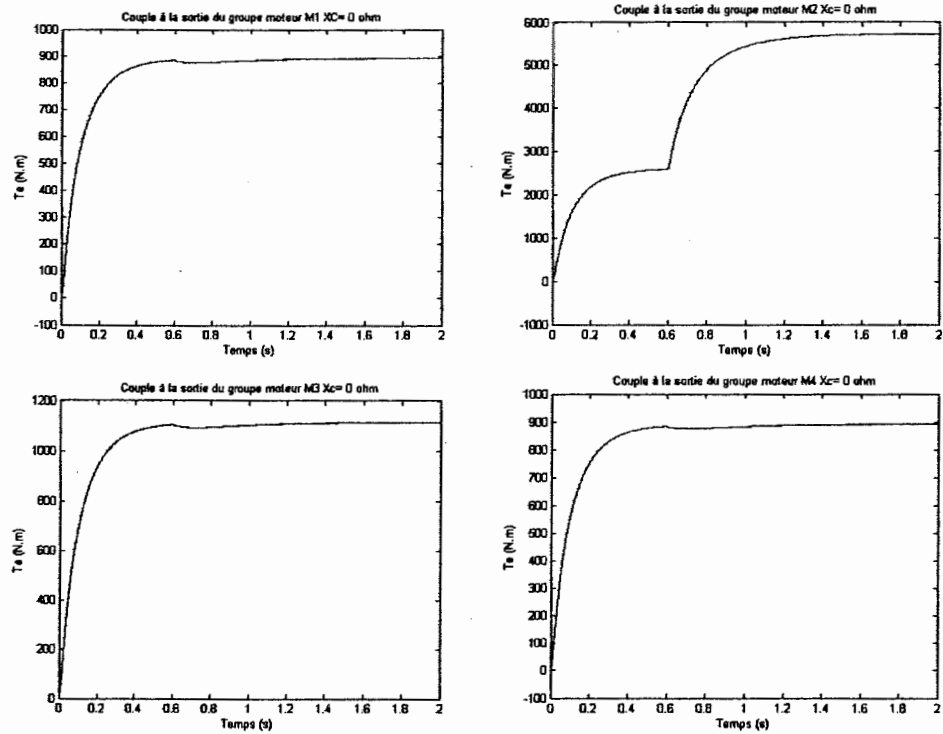 Couple à la sortie du groupe moteur M1 XC= 0 ohm
1000
900
800
700
600
500
400
300
200
100
0
-100
Te (N.m)
0 0.2 0.4 0.6 0.8 1 1.2 1.4 1.6 1.8 2
Temps (s)
Couple à la sortie du groupe moteur M2 Xc= 0 ohm
6000
5000
4000
3000
2000
1000
0
-1000
Te (N.m)
0 0.2 0.4 0.6 0.8 1 1.2 1.4 1.6 1.8 2
Temps (s)
Couple à la sortie du groupe moteur M3 Xc= 0 ohm
1200
1000
800
600
400
200
0
Te (N.m)
0 0.2 0.4 0.6 0.8 1 1.2 1.4 1.6 1.8 2
Temps (s)
Couple à la sortie du groupe moteur M4 Xc= 0 ohm
1000
900
800
700
600
500
400
300
200
100
0
-100
Te (N.m)
0 0.2 0.4 0.6 0.8 1 1.2 1.4 1.6 1.8 2
Temps (s)